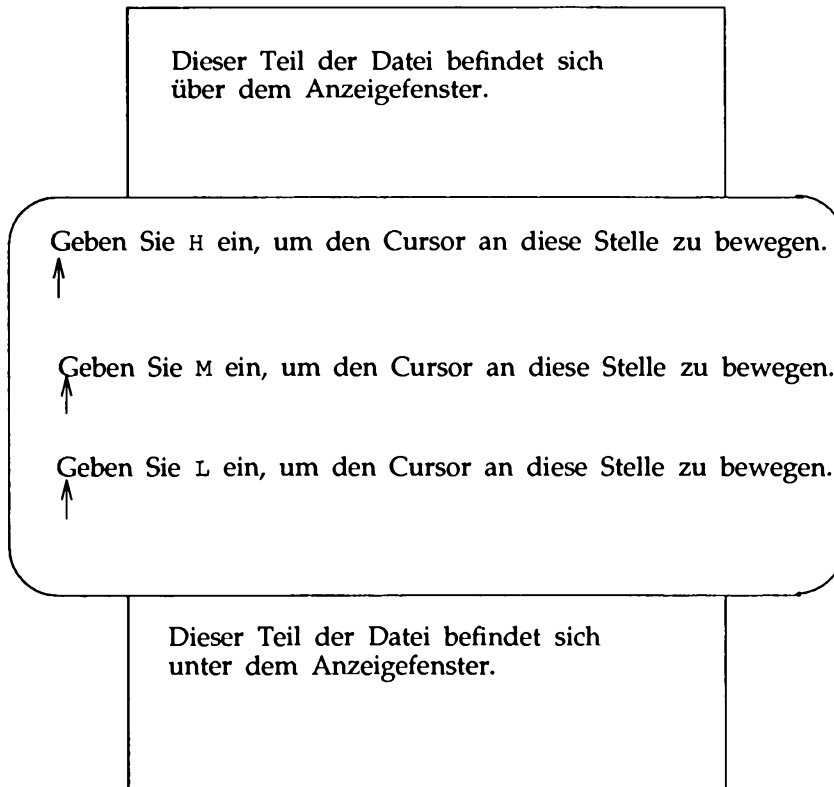 Dieser Teil der Datei befindet sich
über dem Anzeigefenster.
Geben Sie H ein, um den Cursor an diese Stelle zu bewegen.
Geben Sie M ein, um den Cursor an diese Stelle zu bewegen.
Geben Sie L ein, um den Cursor an diese Stelle zu bewegen.
Dieser Teil der Datei befindet sich
unter dem Anzeigefenster.